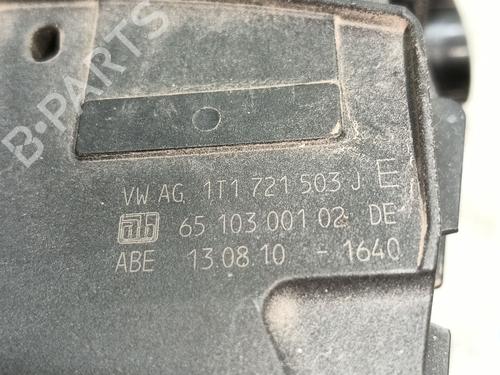 B-PARTS
VW AG 1T1 721 503 J E
65 103 001 02 DE
ABE 13.08.10 - 1640